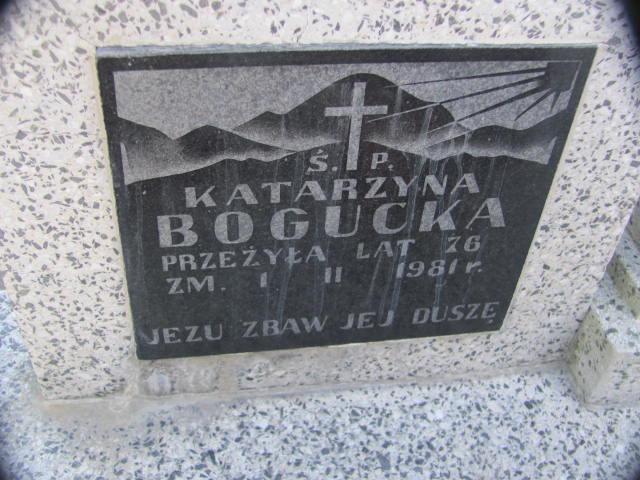 Ś. P.
KATARZYNA
BOGUCKA
PRZEŻYŁA LAT 76
ZM. 1 II 1981 r.
JEZU ZBAW JEJ DUSZĘ